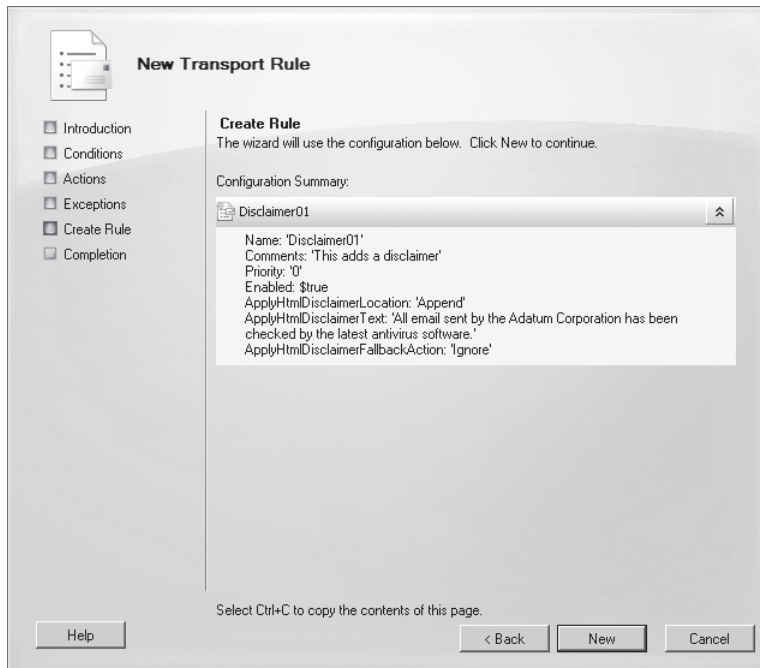 New Transport Rule
Introduction
Conditions
Actions
Exceptions
Create Rule
Completion
Create Rule
The wizard will use the configuration below. Click New to continue.
Configuration Summary:
Disclaimer01
Name: 'Disclaimer01'
Comments: 'This adds a disclaimer'
Priority: '0'
Enabled: $true
ApplyHtmlDisclaimerLocation: 'Append'
ApplyHtmlDisclaimerText: 'All email sent by the Adatum Corporation has been
checked by the latest antivirus software.'
ApplyHtmlDisclaimerFallbackAction: 'Ignore'
Select Ctrl+C to copy the contents of this page.
Help
< Back
New
Cancel